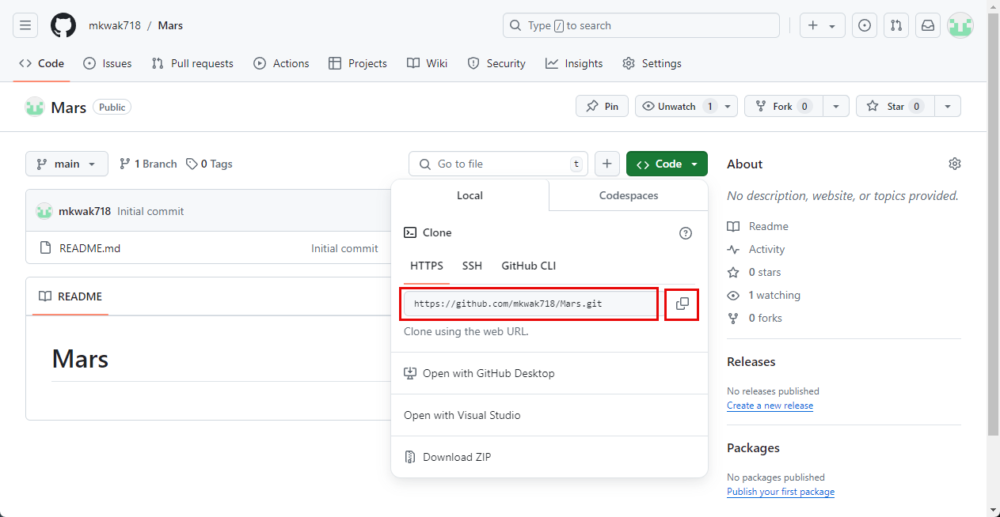 mkwak718 / Mars
Type / to search
Code Issues Pull requests Actions Projects Wiki Security Insights Settings
Mars Public
Pin Unwatch 1 Fork 0 Star 0
main 1 Branch 0 Tags
Go to file t
Code
mkwak718 Initial commit
README.md Initial commit
README
Mars
Local Codespaces
Clone
HTTPS SSH GitHub CLI
https://github.com/mkwak718/Mars.git
Clone using the web URL.
Open with GitHub Desktop
Open with Visual Studio
Download ZIP
About
No description, website, or topics provided.
Readme
Activity
0 stars
1 watching
0 forks
Releases
No releases published
Create a new release
Packages
No packages published
Publish your first package